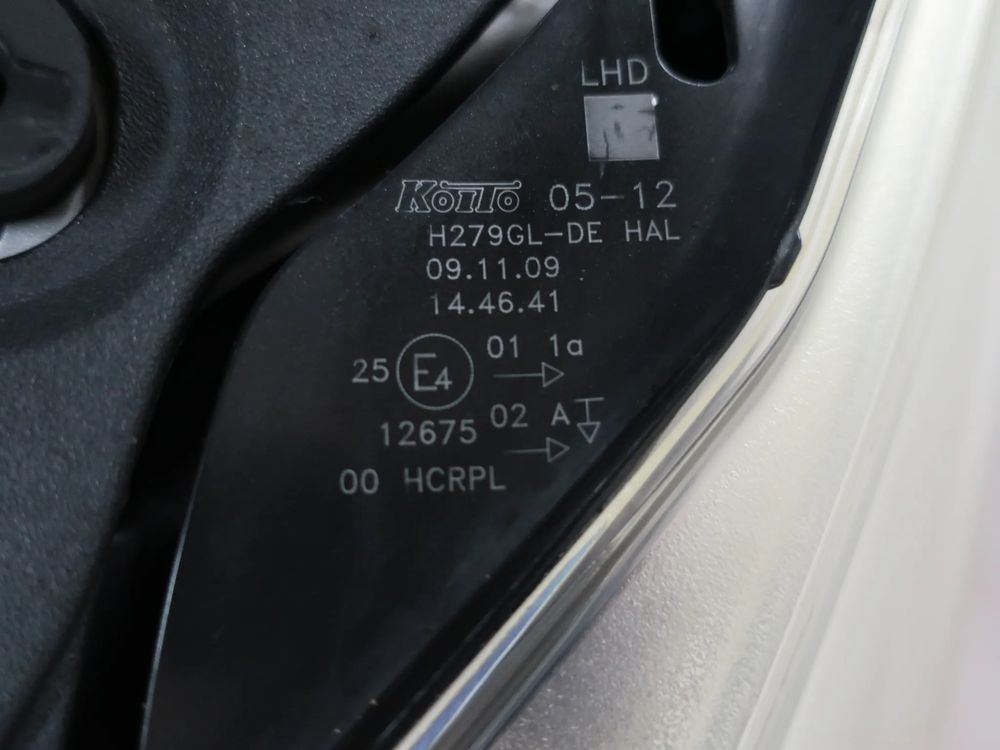 LHD
KOITO 05-12
H279GL-DE HAL
09.11.09
14.46.41
25 E4 01 1a
12675 02 A
00 HCRPL